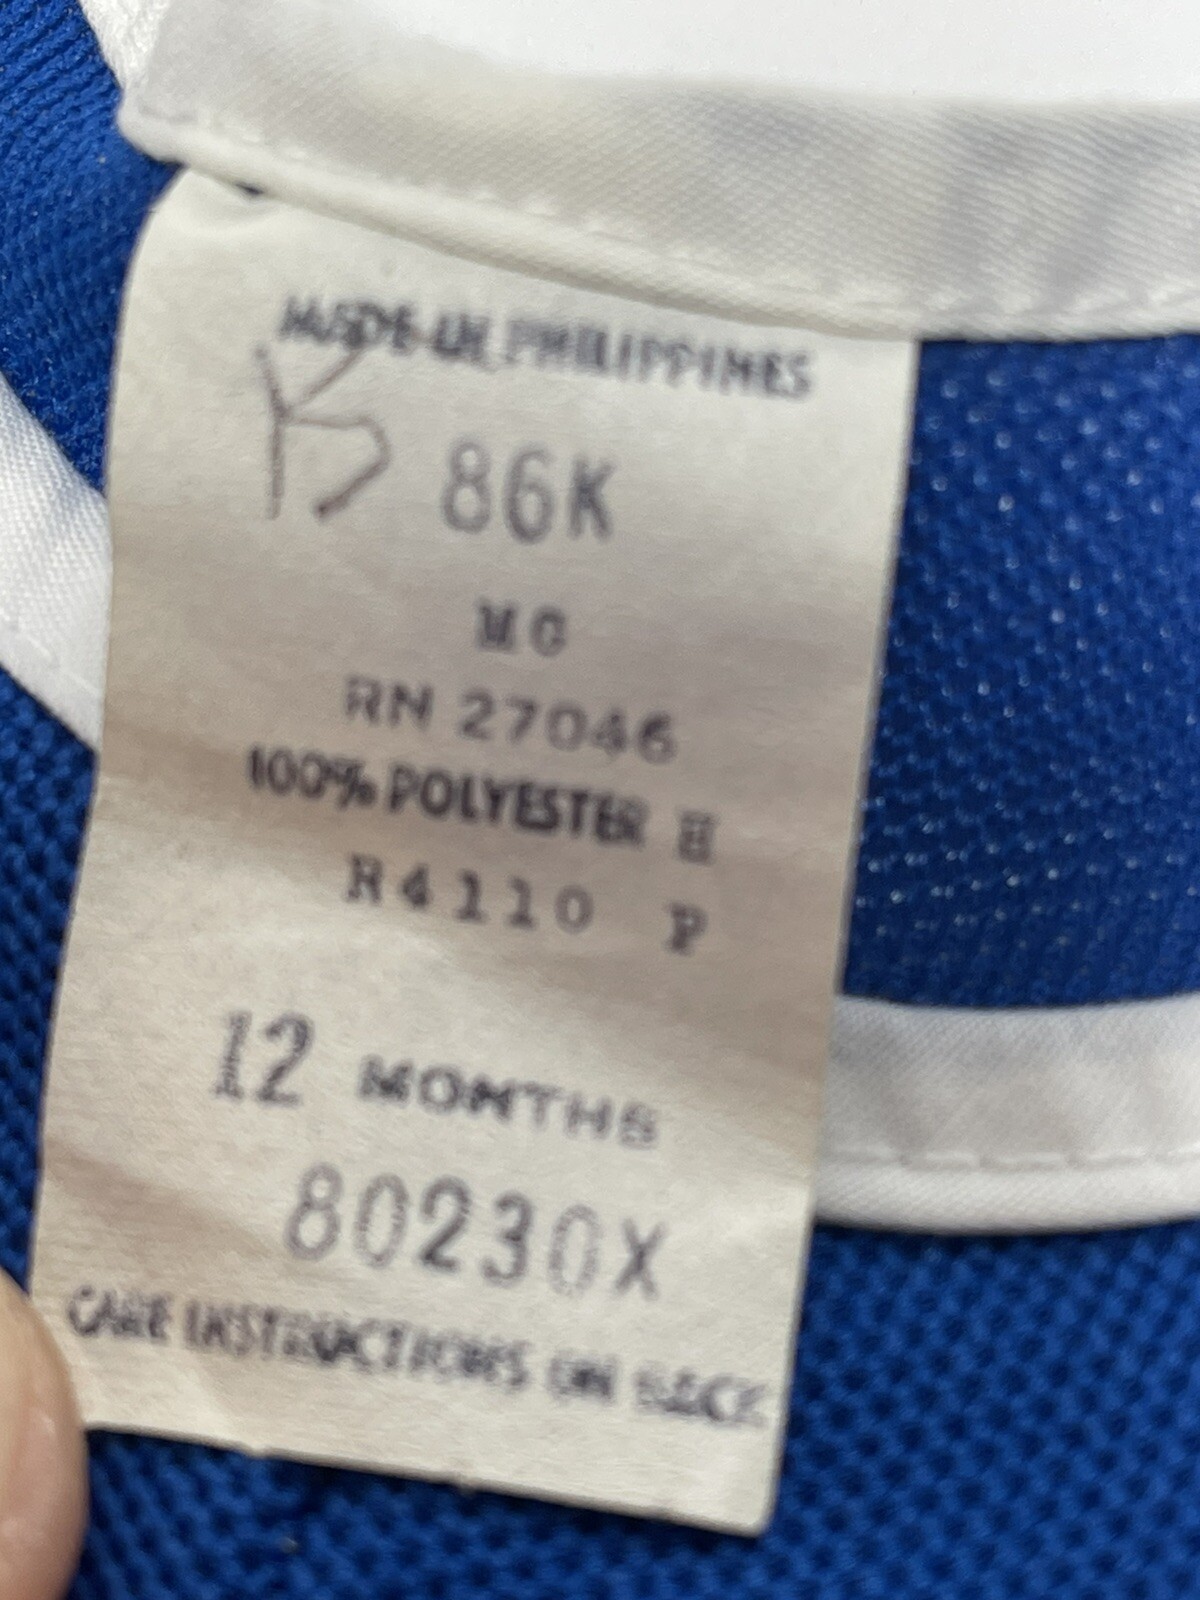 MADE IN PHILIPPINES
86K
MG
RN 27046
100% POLYESTER H
R4110 P
12 MONTHS
80230X
CARE INSTRUCTIONS ON BACK